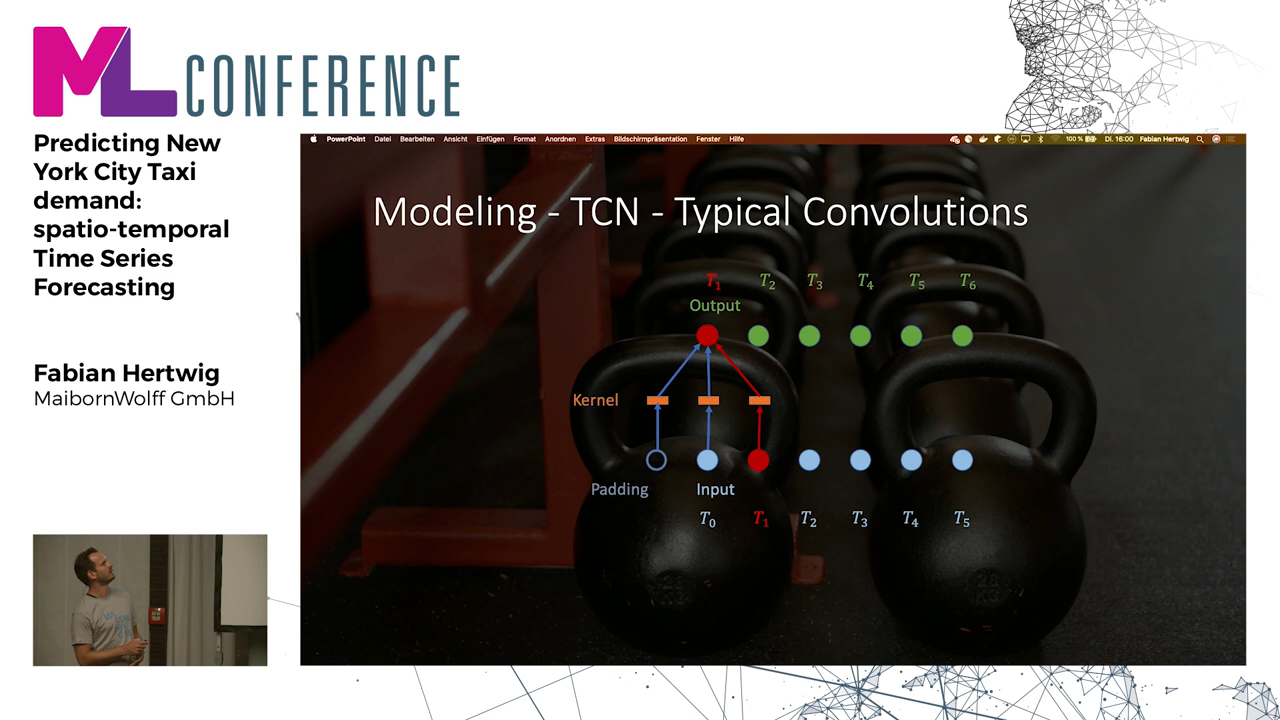 ML CONFERENCE
Predicting New
York City Taxi
demand:
spatio-temporal
Time Series
Forecasting
Fabian Hertwig
MaibornWolff GmbH
PowerPoint Datei Bearbeiten Ansicht Einfügen Format Anordnen Extras Bildschirmpräsentation Fenster Hilfe 100 % Di. 16:00 Fabian Hertwig
Modeling - TCN - Typical Convolutions
T₁ T₂ T₃ T₄ T₅ T₆
Output
Kernel
Padding Input
T₀ T₁ T₂ T₃ T₄ T₅